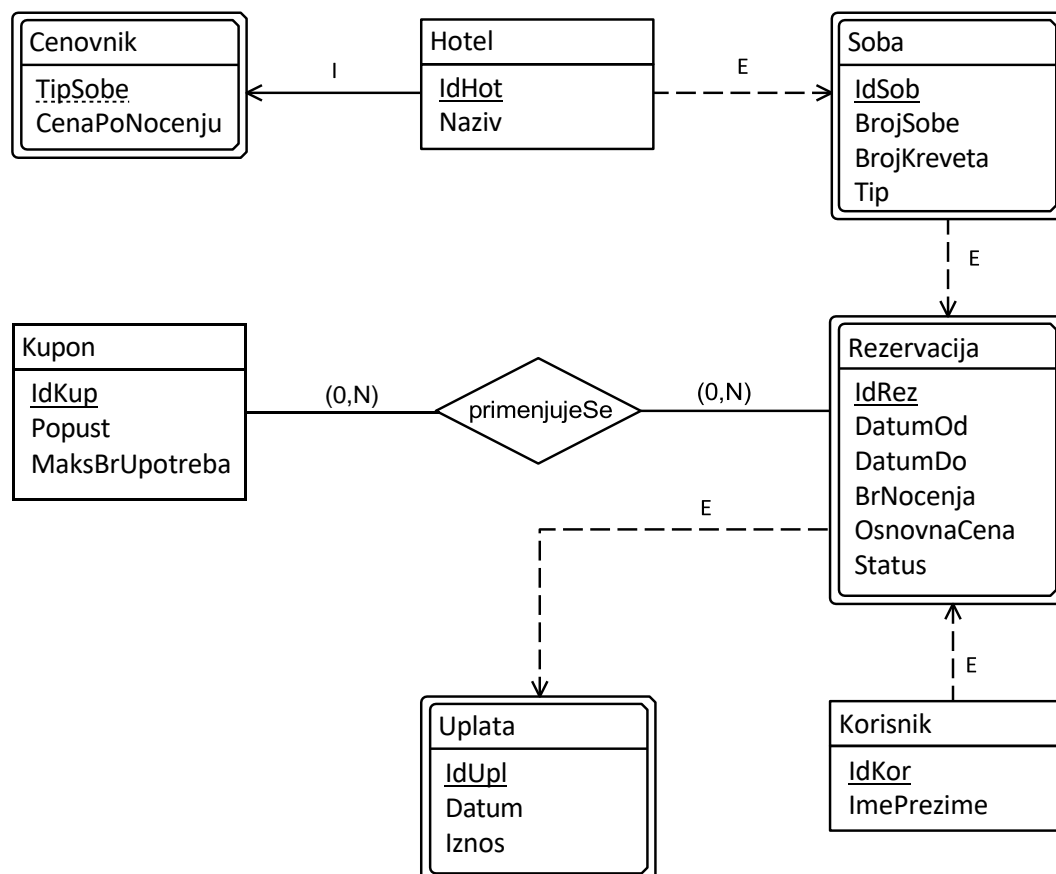 Cenovnik
TipSobe
CenaPoNocenju
I
Hotel
IdHot
Naziv
E
Soba
IdSob
BrojSobe
BrojKreveta
Tip
E
Kupon
IdKup
Popust
MaksBrUpotreba
(0,N)
primenjujeSe
(0,N)
Rezervacija
IdRez
DatumOd
DatumDo
BrNocenja
OsnovnaCena
Status
E
E
Uplata
IdUpl
Datum
Iznos
Korisnik
IdKor
ImePrezime